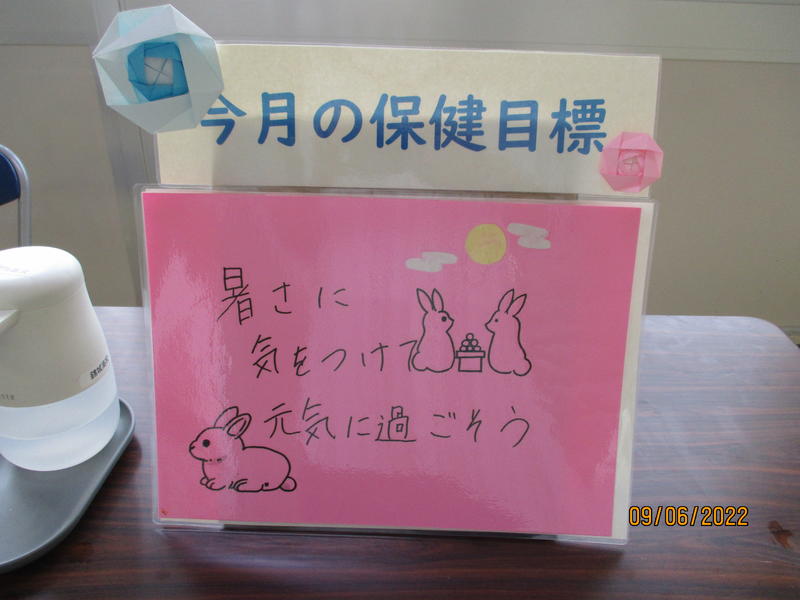 今月の保健目標
暑さに
気をつけて
元気に過ごそう
09/06/2022